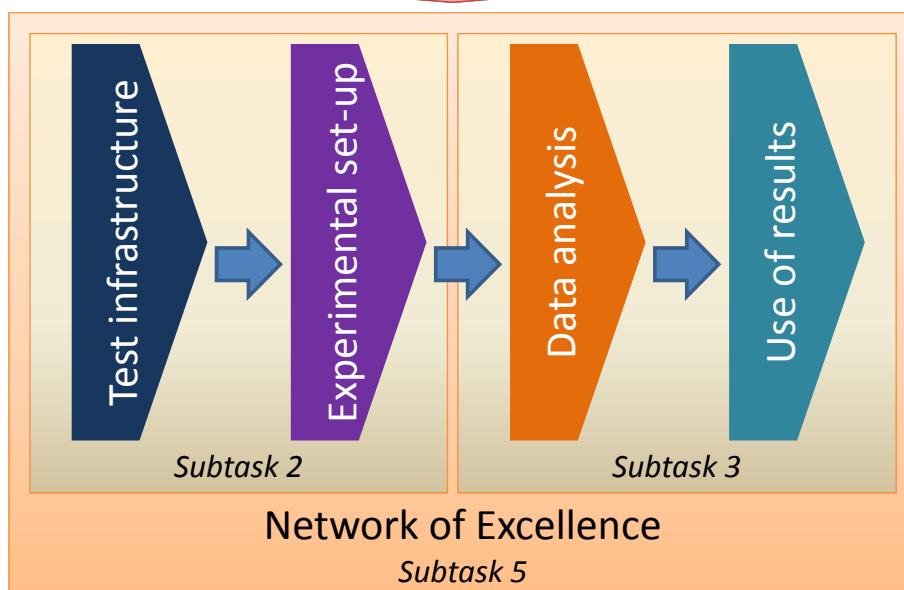 Test infrastructure
Experimental set-up
Data analysis
Use of results
Subtask 2
Subtask 3
Network of Excellence
Subtask 5